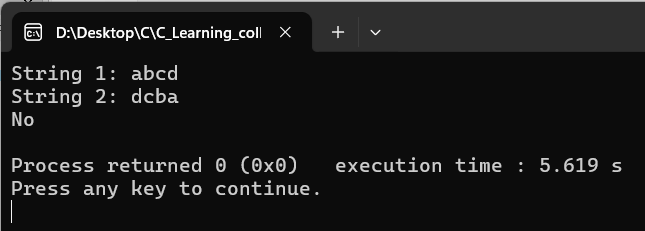 D:\Desktop\C\C_Learning_coll
String 1: abcd
String 2: dcba
No
Process returned 0 (0x0)   execution time : 5.619 s
Press any key to continue.